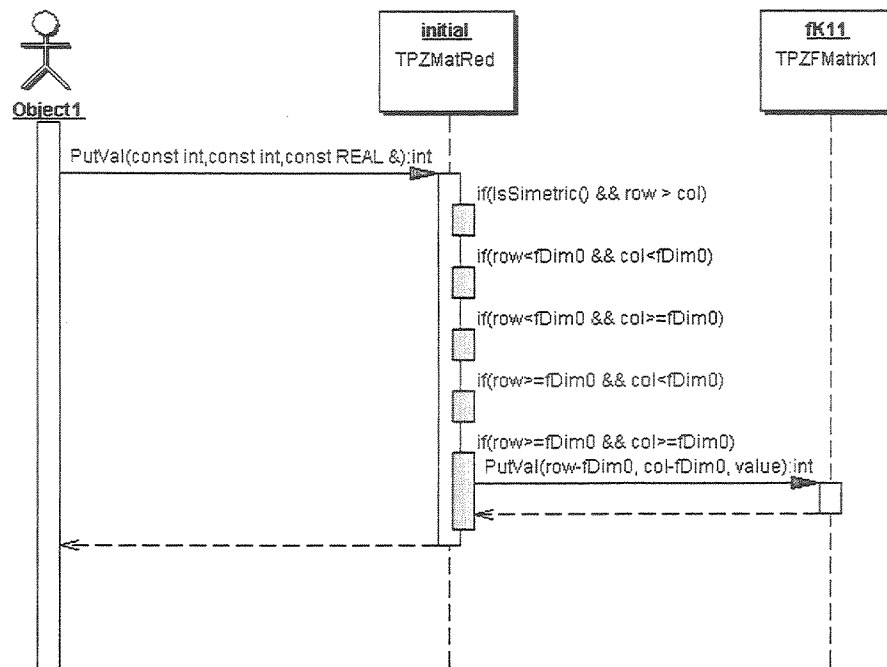 initial
TPZMatRed
fK11
TPZFMatrix1
Object1
PutVal(const int,const int,const REAL &):int
if(IsSimetric() && row > col)
if(row<fDim0 && col<fDim0)
if(row<fDim0 && col>=fDim0)
if(row>=fDim0 && col<fDim0)
if(row>=fDim0 && col>=fDim0)
PutVal(row-fDim0, col-fDim0, value):int